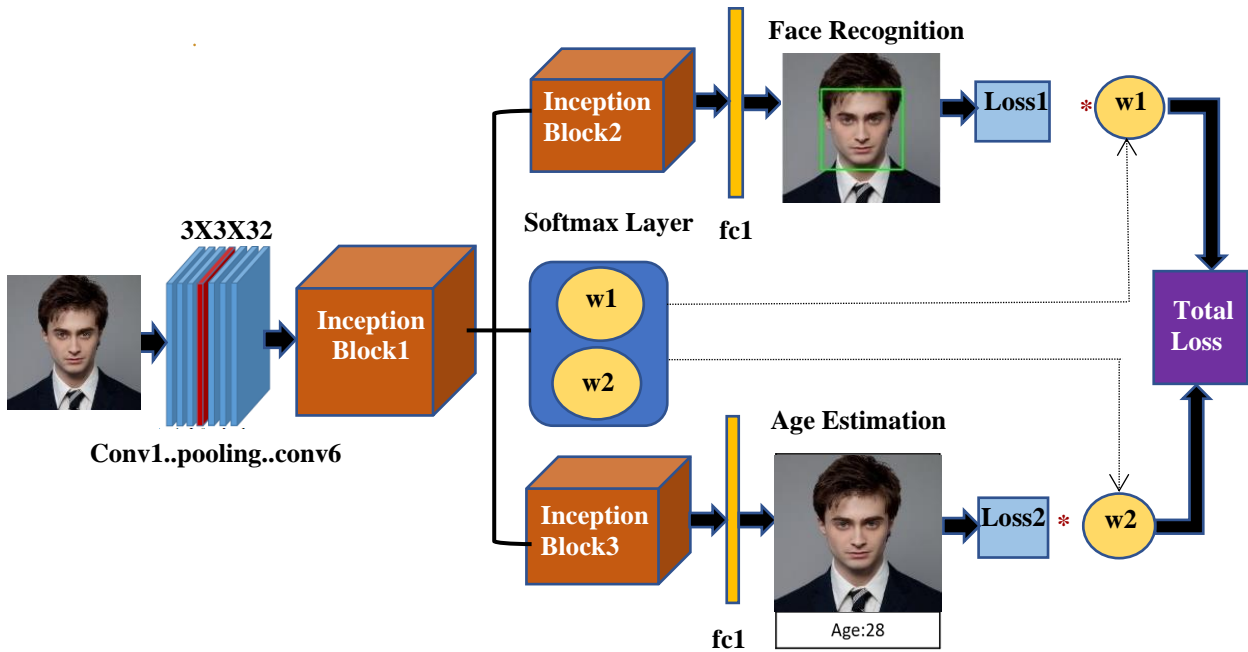 Face Recognition
Inception
Block2
Loss1
*
w1
3X3X32
Softmax Layer
fc1
Inception
Block1
w1
w2
Total
Loss
Conv1..pooling..conv6
Age Estimation
Inception
Block3
Loss2
*
w2
fc1
Age:28